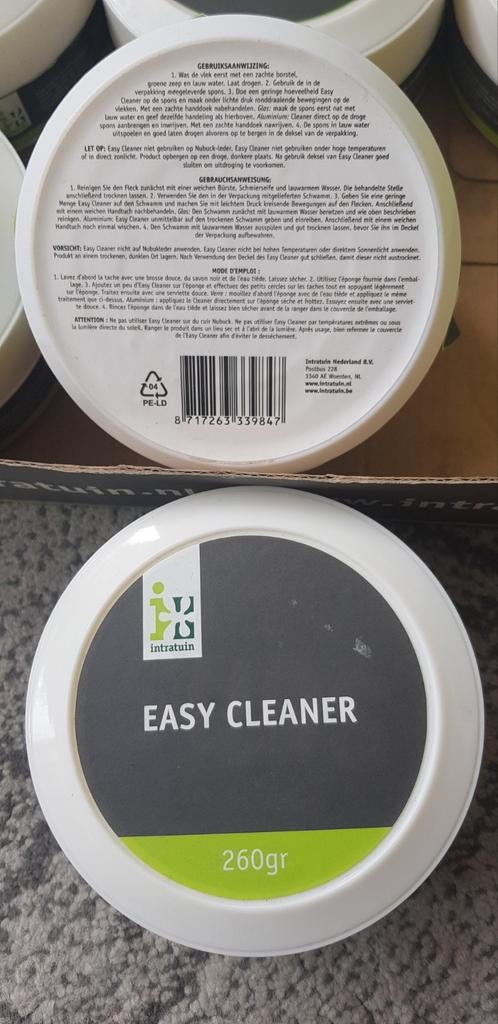 GEBRUIKSAANWIJZING:
1. Was de vlek eerst met een zachte borstel,
groene zeep en lauw water. Laat drogen. 2. Gebruik de in de
verpakking meegeleverde spons. 3. Doe een geringe hoeveelheid Easy
Cleaner op de spons en maak onder lichte druk ronddraaiende bewegingen op de
vlekken. Met een zachte handdoek nabehandelen. Glas: maak de spons eerst nat met
lauw water en geef dezelfde handeling als hierboven. Aluminium: Cleaner direct op de droge
spons aanbrengen en inwrijven. Met een zachte handdoek nawrijven. 4. De spons in lauw water
uitspoelen en goed laten drogen alvorens op te bergen in de deksel van de verpakking.
LET OP: Easy Cleaner niet gebruiken op Nubuck-leder. Easy Cleaner niet gebruiken onder hoge temperaturen
of in direct zonlicht. Product opbergen op een droge, donkere plaats. Na gebruik deksel van Easy Cleaner goed
sluiten om uitdroging te voorkomen.
GEBRAUCHSANWEISUNG:
1. Reinigen Sie den Fleck zunächst mit einer weichen Bürste, Schmierseife und lauwarmem Wasser. Die behandelte Stelle
anschließend trocknen lassen. 2. Verwenden Sie den in der Verpackung mitgelieferten Schwamm. 3. Geben Sie eine geringe
Menge Easy Cleaner auf den Schwamm und machen Sie mit leichtem Druck kreisende Bewegungen auf den Flecken. Anschließend
mit einem weichen Handtuch nachbehandeln. Glas: Den Schwamm zunächst mit lauwarmem Wasser benetzen und wie oben beschrieben
reinigen. Aluminium: Easy Cleaner unmittelbar auf den trockenen Schwamm geben und einreiben. Anschließend mit einem weichen
Handtuch noch einmal wischen. 4. Den Schwamm mit lauwarmem Wasser ausspülen und gut trocknen lassen, bevor Sie ihn im Deckel
der Verpackung aufbewahren.
VORSICHT: Easy Cleaner nicht auf Nubukleder anwenden. Easy Cleaner nicht bei hohen Temperaturen oder direktem Sonnenlicht anwenden.
Produkt an einem trockenen, dunklen Ort lagern. Nach Verwendung den Deckel des Easy Cleaner gut schließen, damit dieser nicht austrocknet.
MODE D'EMPLOI :
1. Lavez d'abord la tache avec une brosse douce, du savon noir et de l'eau tiède. Laissez sécher. 2. Utilisez l'éponge fournie dans l'embal-
lage. 3. Ajoutez un peu d'Easy Cleaner sur l'éponge et effectuez des petits cercles sur les taches tout en appuyant légèrement
sur l'éponge. Traitez ensuite avec une serviette douce. Verre : mouillez d'abord l'éponge avec de l'eau tiède et appliquez le même
traitement que ci-dessus. Aluminium : appliquez le Cleaner directement sur l'éponge sèche et frottez. Essuyez ensuite avec une serviet-
te douce. 4. Rincez l'éponge dans de l'eau tiède et laissez bien sécher avant de la ranger dans le couvercle de l'emballage.
ATTENTION : Ne pas utiliser Easy Cleaner sur du cuir Nubuck. Ne pas utiliser Easy Cleaner par températures extrêmes ou sous
la lumière directe du soleil. Ranger le produit dans un lieu sec et à l'abri de la lumière. Après usage, bien refermer le couvercle
de l'Easy Cleaner afin d'éviter le dessèchement.
Intratuin Nederland B.V.
Postbus 228
3440 AE Woerden, NL
www.intratuin.nl
www.intratuin.be
04
PE-LD
8 717263 339847
intratuin
EASY CLEANER
260gr